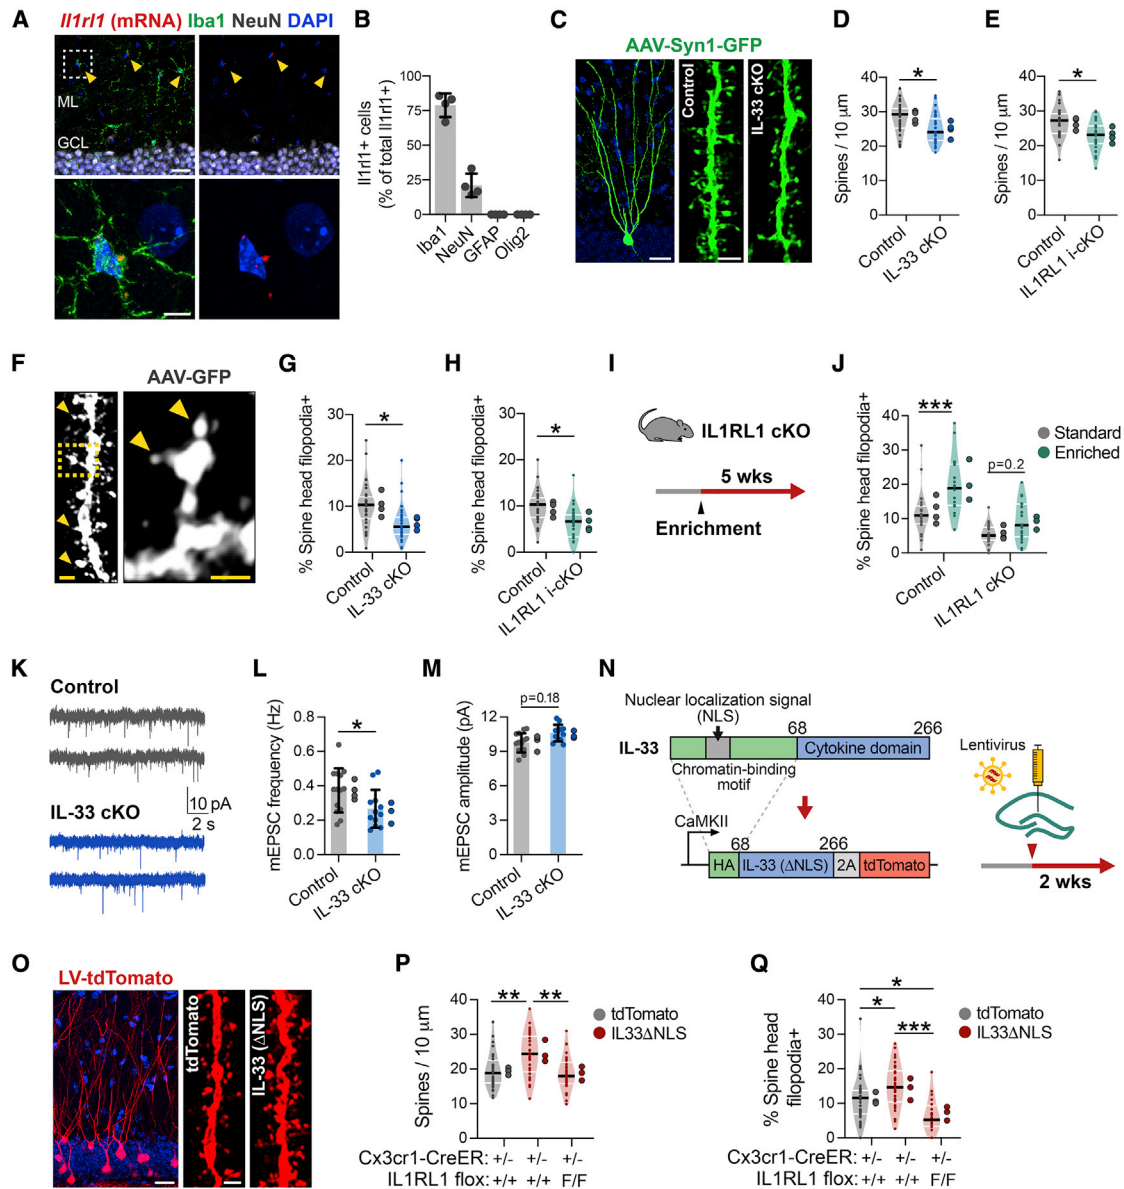 A
Il1rl1 (mRNA) Iba1 NeuN DAPI
ML
GCL
B
Il1rl1+ cells
(% of total Il1rl1+)
100
75
50
25
0
Iba1
NeuN
GFAP
Olig2
C
AAV-Syn1-GFP
Control
IL-33 cKO
D
Spines / 10 μm
40
30
20
10
0
*
Control
IL-33 cKO
E
Spines / 10 μm
40
30
20
10
0
*
Control
IL1RL1 i-cKO
F
AAV-GFP
G
% Spine head filopodia+
30
20
10
0
*
Control
IL-33 cKO
H
% Spine head filopodia+
30
20
10
0
*
Control
IL1RL1 i-cKO
I
IL1RL1 cKO
5 wks
Enrichment
J
% Spine head filopodia+
40
30
20
10
0
***
p=0.2
Standard
Enriched
Control
IL1RL1 cKO
K
Control
10 pA
2 s
IL-33 cKO
L
mEPSC frequency (Hz)
0.8
0.6
0.4
0.2
0.0
*
Control
IL-33 cKO
M
mEPSC amplitude (pA)
p=0.18
12
9
6
3
0
Control
IL-33 cKO
N
Nuclear localization signal
(NLS)
68
266
IL-33
Cytokine domain
Chromatin-binding
motif
CaMKII
68
266
HA
IL-33 (ΔNLS)
2A
tdTomato
Lentivirus
2 wks
O
LV-tdTomato
tdTomato
IL-33 (ΔNLS)
P
Spines / 10 μm
40
30
20
10
0
**
**
tdTomato
IL33ΔNLS
Cx3cr1-CreER: +/- +/- +/-
IL1RL1 flox: +/+ +/+ F/F
Q
% Spine head
filopodia+
40
30
20
10
0
*
*
***
tdTomato
IL33ΔNLS
Cx3cr1-CreER: +/- +/- +/-
IL1RL1 flox: +/+ +/+ F/F